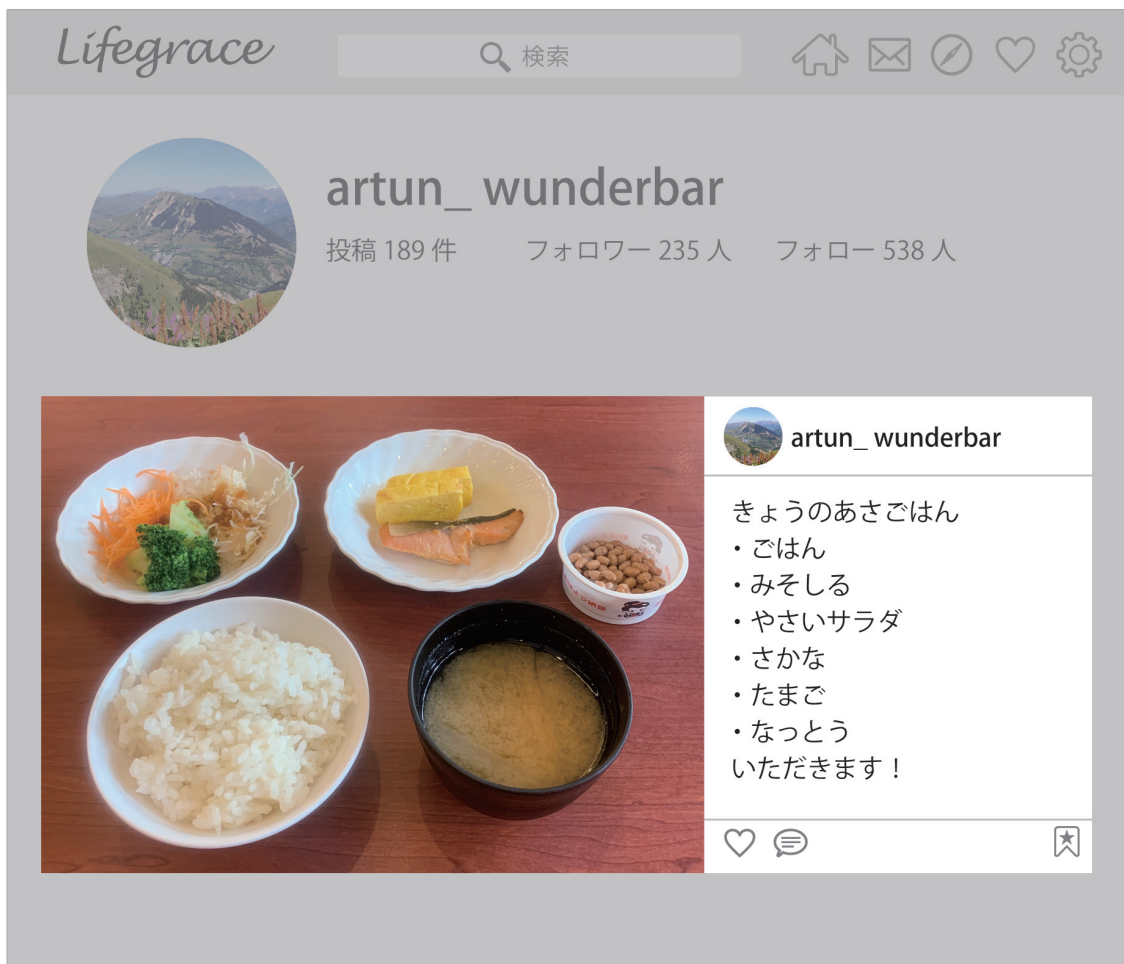 Lifegrace
検索
artun_ wunderbar
投稿 189 件 フォロワー 235 人 フォロー 538 人
artun_ wunderbar
きょうのあさごはん
・ごはん
・みそしる
・やさいサラダ
・さかな
・たまご
・なっとう
いただきます！